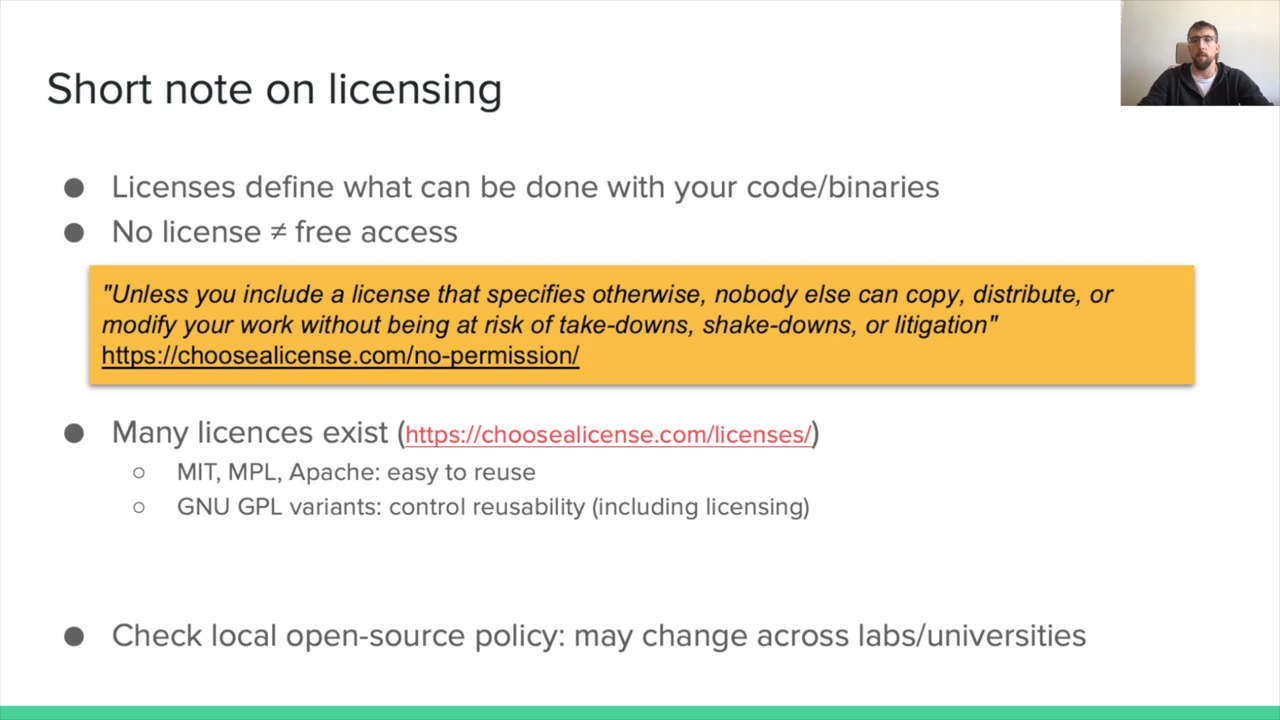 Short note on licensing
● Licenses define what can be done with your code/binaries
● No license ≠ free access
"Unless you include a license that specifies otherwise, nobody else can copy, distribute, or
modify your work without being at risk of take-downs, shake-downs, or litigation"
https://choosealicense.com/no-permission/
● Many licences exist (https://choosealicense.com/licenses/)
○ MIT, MPL, Apache: easy to reuse
○ GNU GPL variants: control reusability (including licensing)
● Check local open-source policy: may change across labs/universities